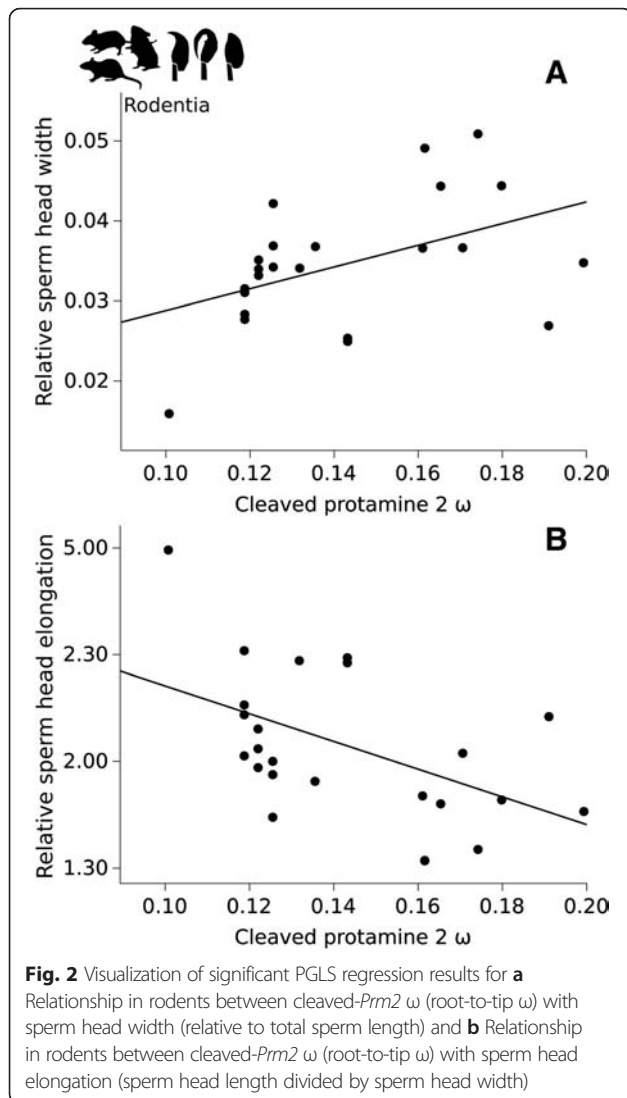 A
Rodentia
Relative sperm head width
0.05
0.04
0.03
0.02
0.10 0.12 0.14 0.16 0.18 0.20
Cleaved protamine 2 ω
B
Relative sperm head elongation
5.00
2.30
2.00
1.30
0.10 0.12 0.14 0.16 0.18 0.20
Cleaved protamine 2 ω
Fig. 2 Visualization of significant PGLS regression results for a
Relationship in rodents between cleaved-Prm2 ω (root-to-tip ω) with
sperm head width (relative to total sperm length) and b Relationship
in rodents between cleaved-Prm2 ω (root-to-tip ω) with sperm head
elongation (sperm head length divided by sperm head width)